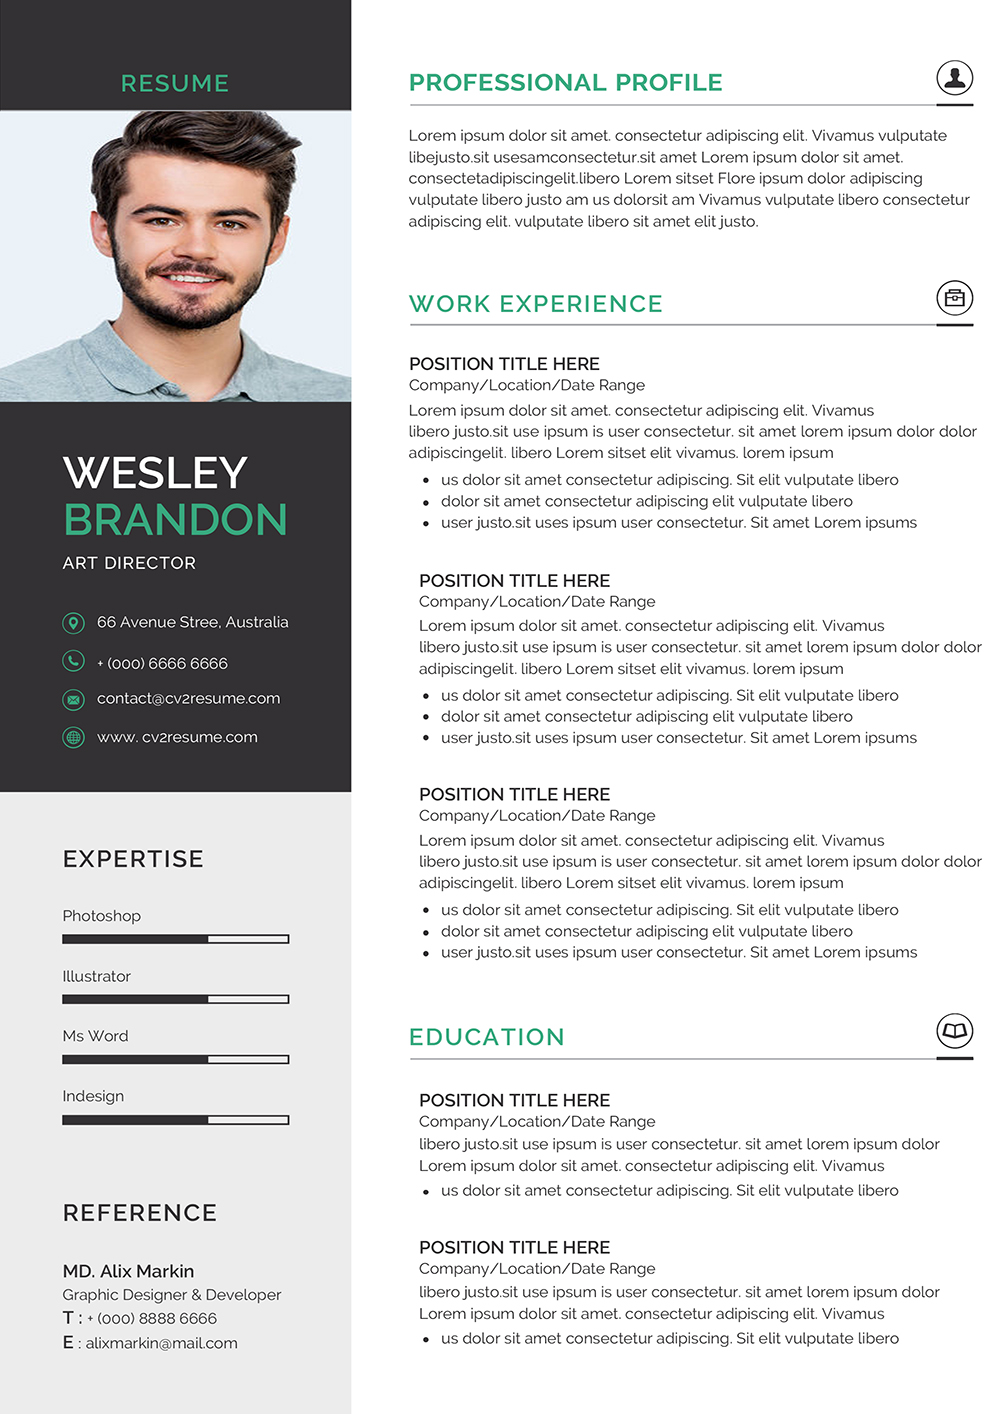 RESUME
WESLEY
BRANDON
ART DIRECTOR
66 Avenue Stree, Australia
+ (000) 6666 6666
contact@cv2resume.com
www. cv2resume.com
EXPERTISE
Photoshop
Illustrator
Ms Word
Indesign
REFERENCE
MD. Alix Markin
Graphic Designer & Developer
T : + (000) 8888 6666
E : alixmarkin@mail.com
PROFESSIONAL PROFILE
Lorem ipsum dolor sit amet. consectetur adipiscing elit. Vivamus vulputate
libejusto.sit usesamconsectetur.sit amet Lorem ipsum dolor sit amet.
consectetadipiscingelit.libero Lorem sitset Flore ipsum dolor adipiscing
vulputate libero justo am us dolorsit am Vivamus vulputate libero consectetur
adipiscing elit. vulputate libero sit amet elit justo.
WORK EXPERIENCE
POSITION TITLE HERE
Company/Location/Date Range
Lorem ipsum dolor sit amet. consectetur adipiscing elit. Vivamus
libero justo.sit use ipsum is user consectetur. sit amet lorem ipsum dolor dolor
adipiscingelit. libero Lorem sitset elit vivamus. lorem ipsum
• us dolor sit amet consectetur adipiscing. Sit elit vulputate libero
• dolor sit amet consectetur adipiscing elit vulputate libero
• user justo.sit uses ipsum user consectetur. Sit amet Lorem ipsums
POSITION TITLE HERE
Company/Location/Date Range
Lorem ipsum dolor sit amet. consectetur adipiscing elit. Vivamus
libero justo.sit use ipsum is user consectetur. sit amet lorem ipsum dolor dolor
adipiscingelit. libero Lorem sitset elit vivamus. lorem ipsum
• us dolor sit amet consectetur adipiscing. Sit elit vulputate libero
• dolor sit amet consectetur adipiscing elit vulputate libero
• user justo.sit uses ipsum user consectetur. Sit amet Lorem ipsums
POSITION TITLE HERE
Company/Location/Date Range
Lorem ipsum dolor sit amet. consectetur adipiscing elit. Vivamus
libero justo.sit use ipsum is user consectetur. sit amet lorem ipsum dolor dolor
adipiscingelit. libero Lorem sitset elit vivamus. lorem ipsum
• us dolor sit amet consectetur adipiscing. Sit elit vulputate libero
• dolor sit amet consectetur adipiscing elit vulputate libero
• user justo.sit uses ipsum user consectetur. Sit amet Lorem ipsums
EDUCATION
POSITION TITLE HERE
Company/Location/Date Range
libero justo.sit use ipsum is user consectetur. sit amet lorem ipsum dolor
Lorem ipsum dolor sit amet. consectetur adipiscing elit. Vivamus
• us dolor sit amet consectetur adipiscing. Sit elit vulputate libero
POSITION TITLE HERE
Company/Location/Date Range
libero justo.sit use ipsum is user consectetur. sit amet lorem ipsum dolor
Lorem ipsum dolor sit amet. consectetur adipiscing elit. Vivamus
• us dolor sit amet consectetur adipiscing. Sit elit vulputate libero